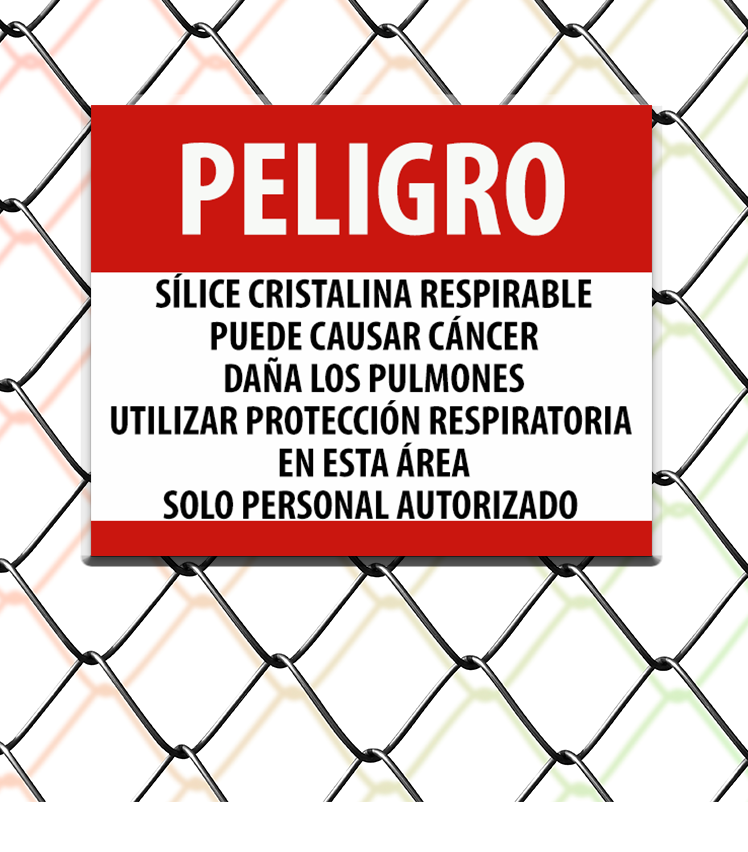 PELIGRO
SÍLICE CRISTALINA RESPIRABLE
PUEDE CAUSAR CÁNCER
DAÑA LOS PULMONES
UTILIZAR PROTECCIÓN RESPIRATORIA
EN ESTA ÁREA
SOLO PERSONAL AUTORIZADO